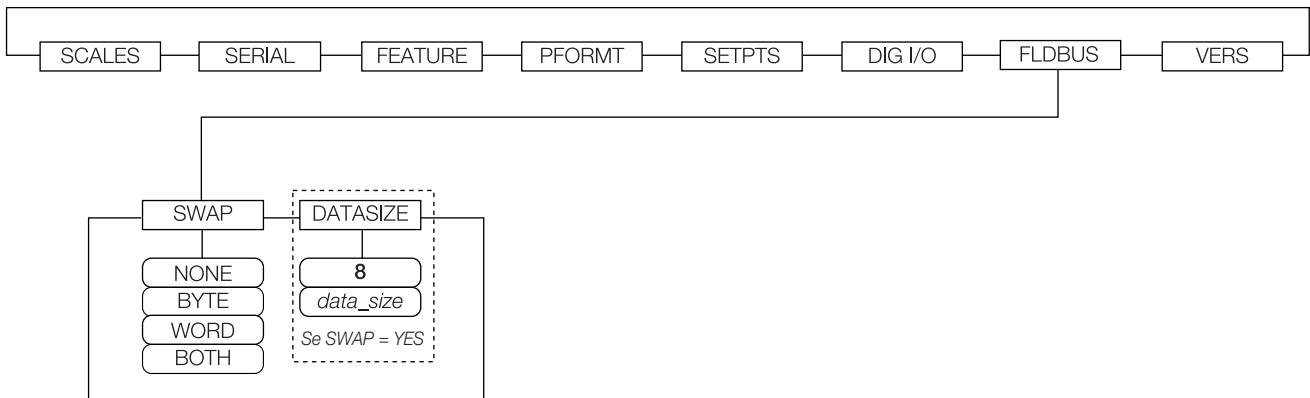 SCALES SERIAL FEATURE PFORMT SETPTS DIG I/O FLDBUS VERS
SWAP DATASIZE
NONE 8
BYTE data_size
WORD Se SWAP = YES
BOTH